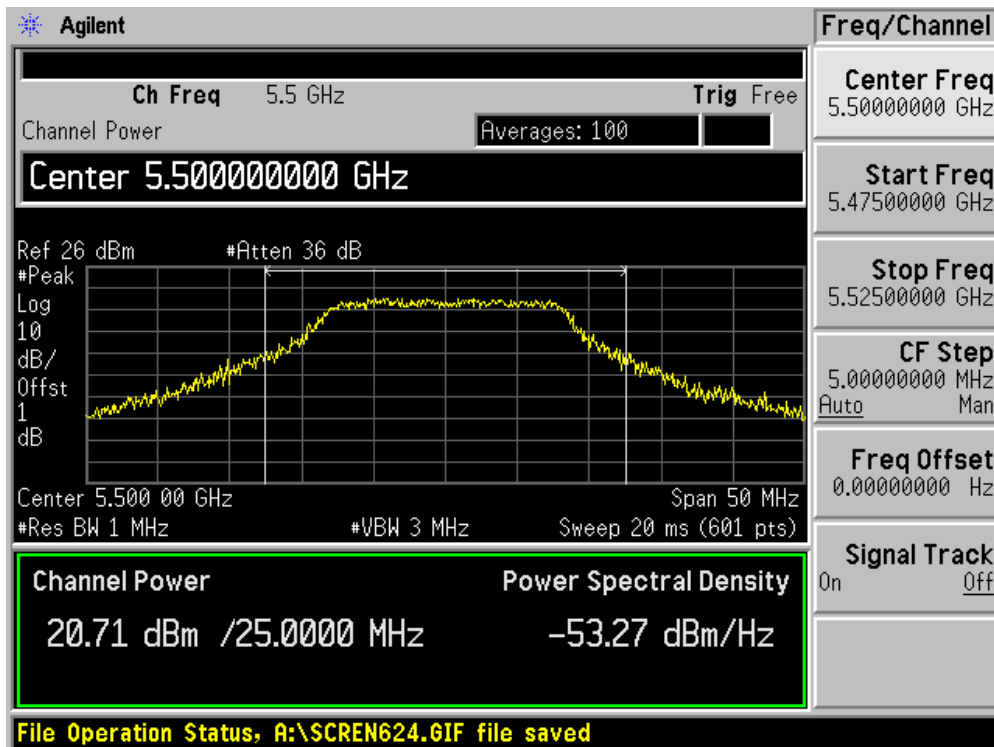 Agilent
Freq/Channel
Ch Freq 5.5 GHz Trig Free
Channel Power Averages: 100
Center 5.500000000 GHz
Ref 26 dBm #Atten 36 dB
#Peak
Log
10
dB/
Offst
1
dB
Center 5.500 00 GHz Span 50 MHz
#Res BW 1 MHz #VBW 3 MHz Sweep 20 ms (601 pts)
Channel Power Power Spectral Density
20.71 dBm /25.0000 MHz -53.27 dBm/Hz
File Operation Status, A:\SCREN624.GIF file saved
Center Freq
5.50000000 GHz
Start Freq
5.47500000 GHz
Stop Freq
5.52500000 GHz
CF Step
5.00000000 MHz
Auto Man
Freq Offset
0.00000000 Hz
Signal Track
On Off